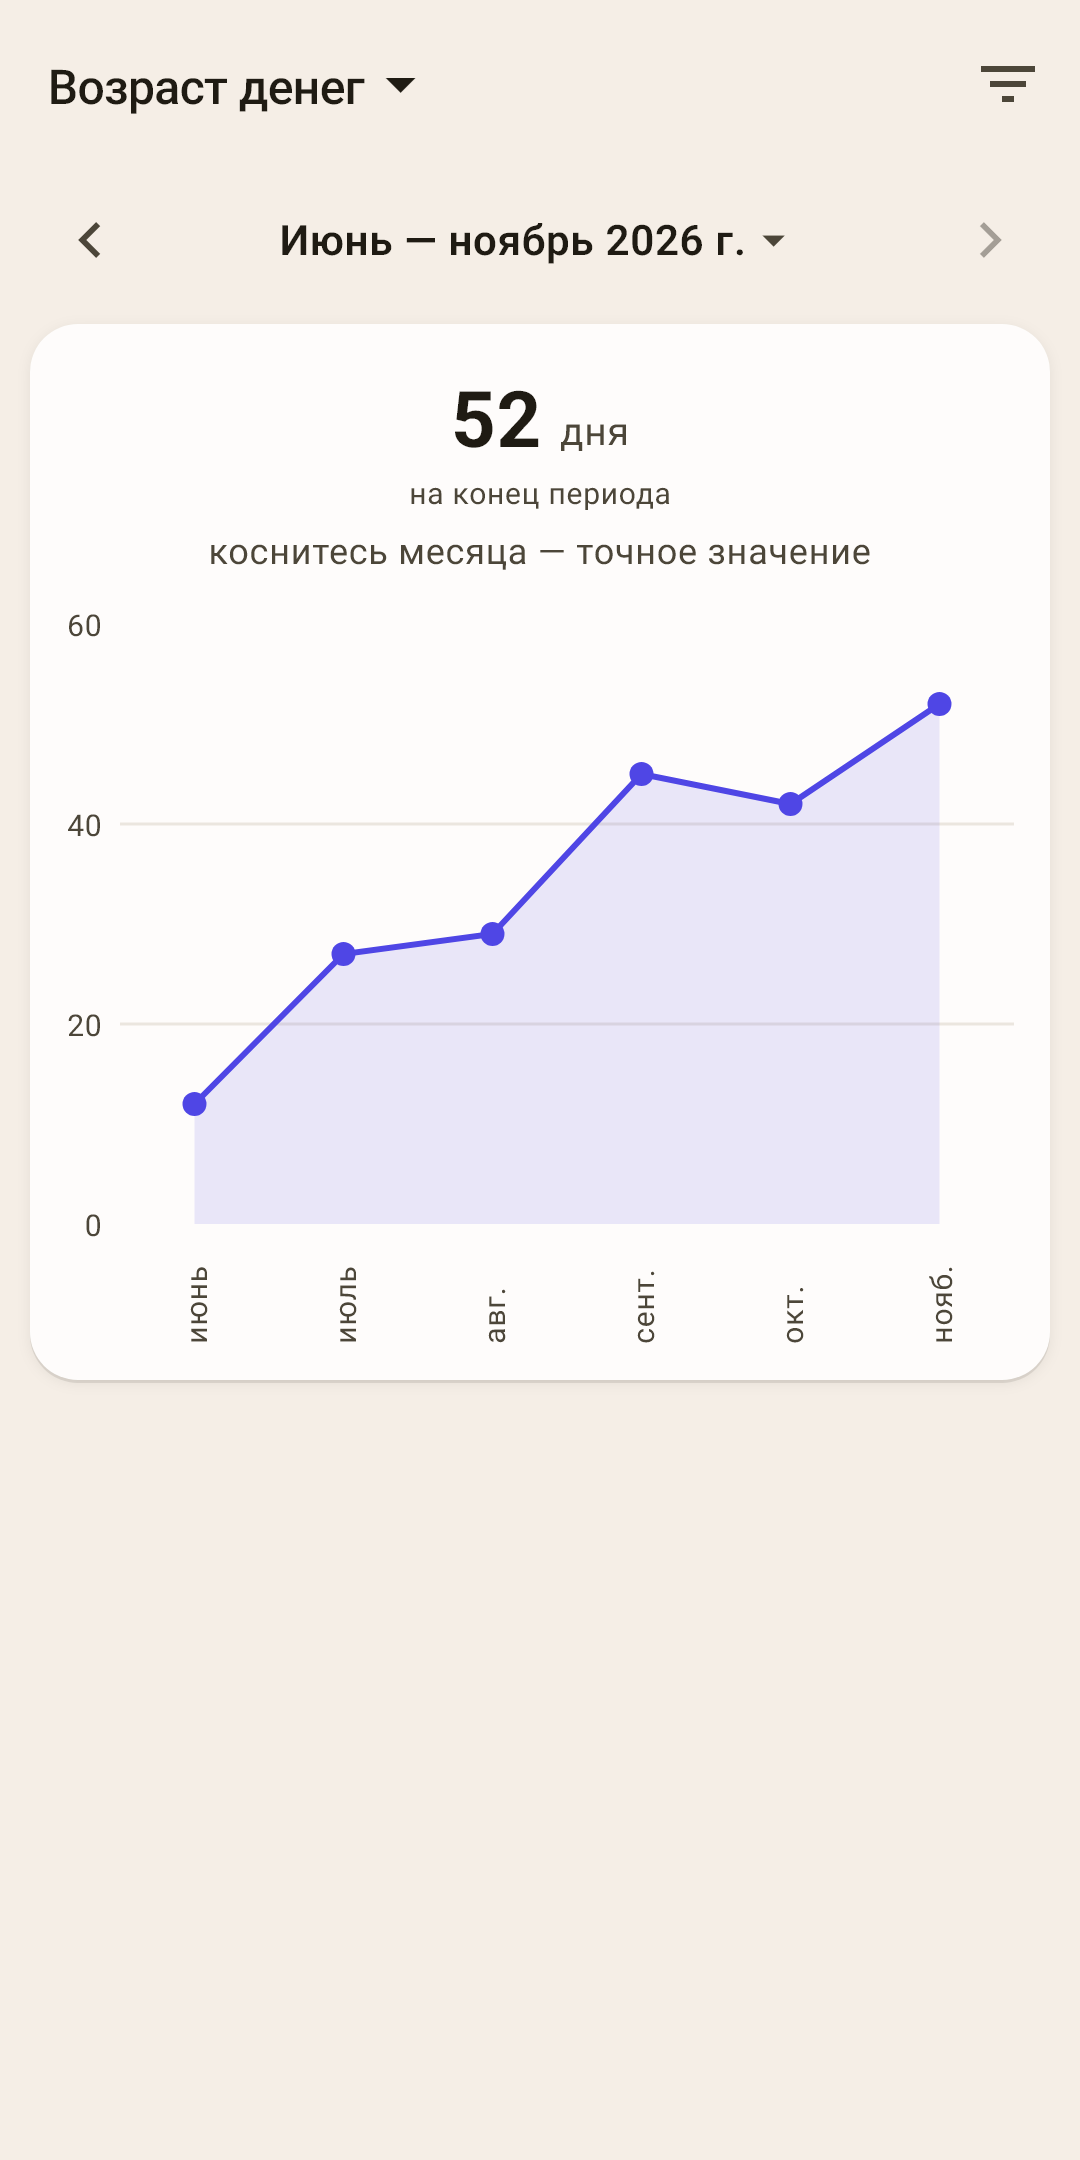 Возраст денег
Июнь — ноябрь 2026 г.
52 дня
на конец периода
коснитесь месяца — точное значение
60
40
20
0
июнь
июль
авг.
сент.
окт.
нояб.